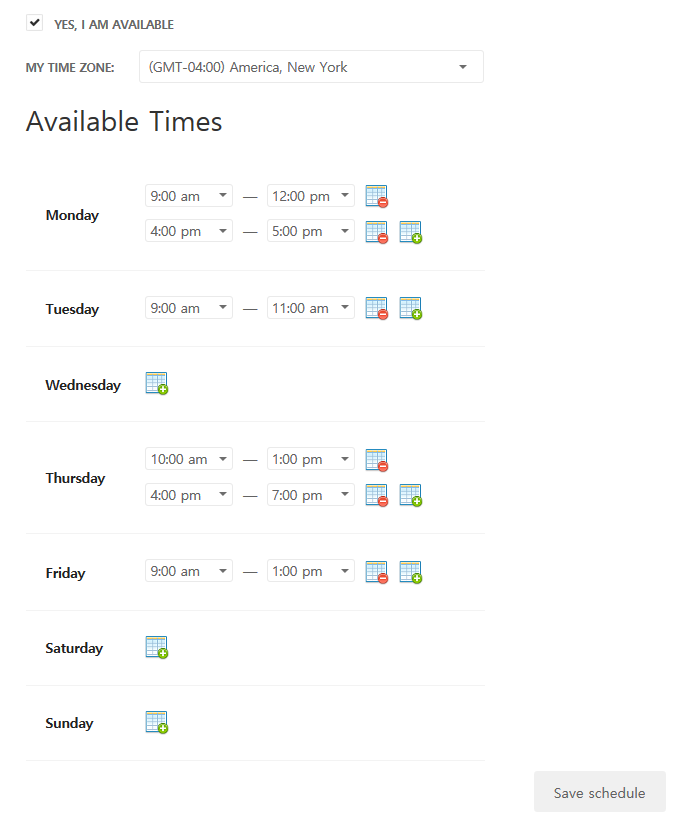 YES, I AM AVAILABLE
MY TIME ZONE: (GMT-04:00) America, New York
Available Times
Monday
9:00 am — 12:00 pm
4:00 pm — 5:00 pm
Tuesday
9:00 am — 11:00 am
Wednesday
Thursday
10:00 am — 1:00 pm
4:00 pm — 7:00 pm
Friday
9:00 am — 1:00 pm
Saturday
Sunday
Save schedule